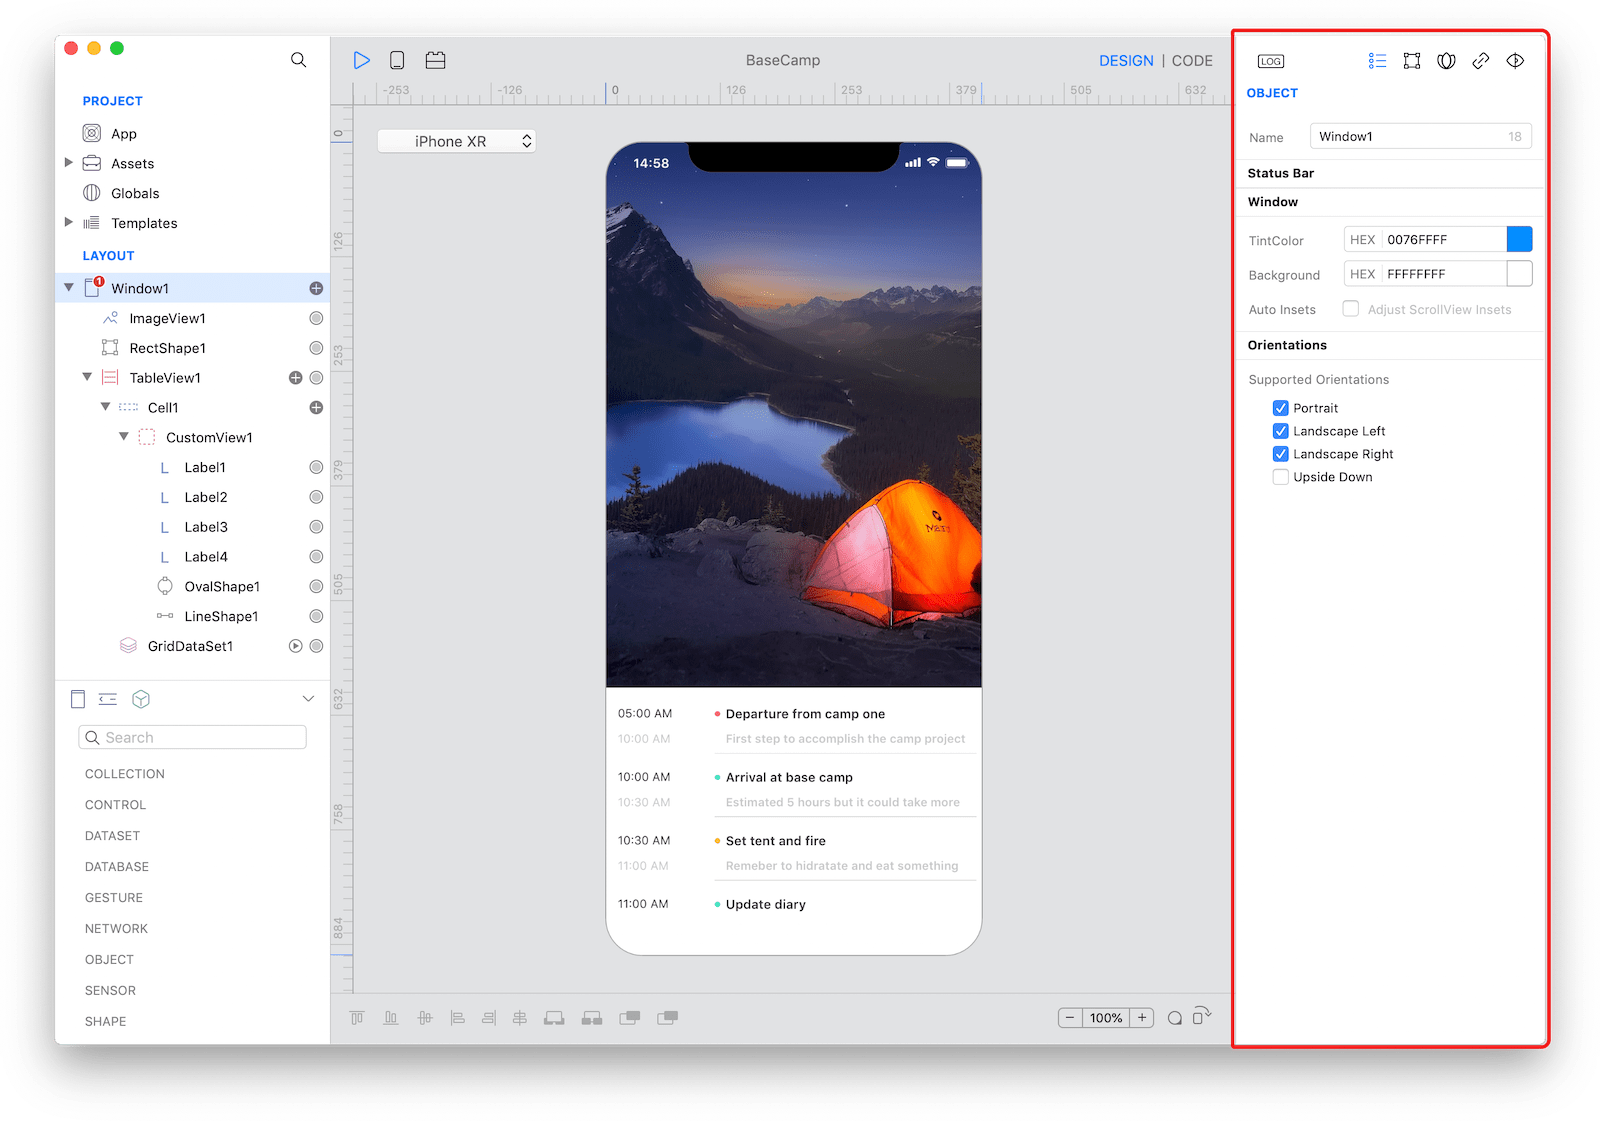 BaseCamp
DESIGN | CODE
LOG
PROJECT
App
Assets
Globals
Templates
LAYOUT
1
Window1
ImageView1
RectShape1
TableView1
Cell1
CustomView1
L Label1
L Label2
L Label3
L Label4
OvalShape1
LineShape1
GridDataSet1
Search
COLLECTION
CONTROL
DATASET
DATABASE
GESTURE
NETWORK
OBJECT
SENSOR
SHAPE
-253 -126 0 126 253 379 505 632
0
126
253
379
505
632
758
884
iPhone XR
14:58
05:00 AM Departure from camp one
10:00 AM First step to accomplish the camp project
10:00 AM Arrival at base camp
10:30 AM Estimated 5 hours but it could take more
10:30 AM Set tent and fire
11:00 AM Remeber to hidratate and eat something
11:00 AM Update diary
− 100% +
OBJECT
Name Window1 18
Status Bar
Window
TintColor HEX 0076FFFF
Background HEX FFFFFFFF
Auto Insets Adjust ScrollView Insets
Orientations
Supported Orientations
Portrait
Landscape Left
Landscape Right
Upside Down